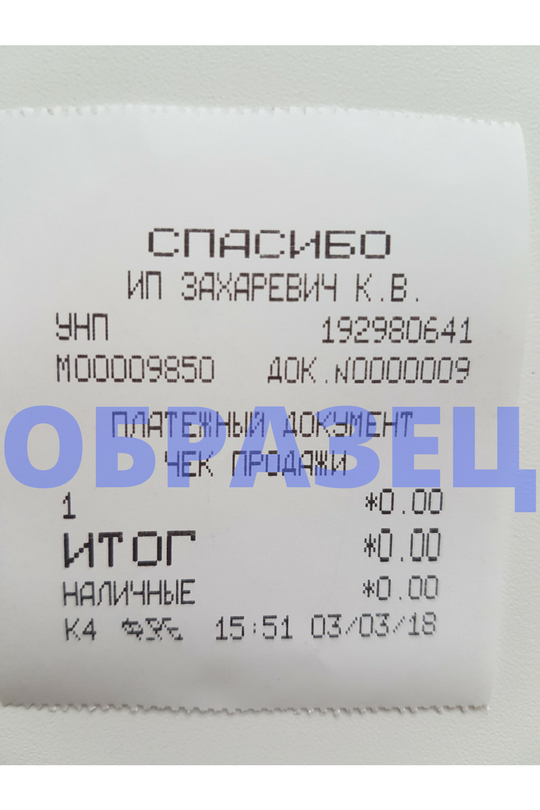 СПАСИБО
ИП ЗАХАРЕВИЧ К.В.
УНП 192980641
М00009850 ДОК.N0000009
ОБРАЗЕЦ
ПЛАТЕЖНЫЙ ДОКУМЕНТ
ЧЕК ПРОДАЖИ
1 *0.00
ИТОГ *0.00
НАЛИЧНЫЕ *0.00
К4 15:51 03/03/18